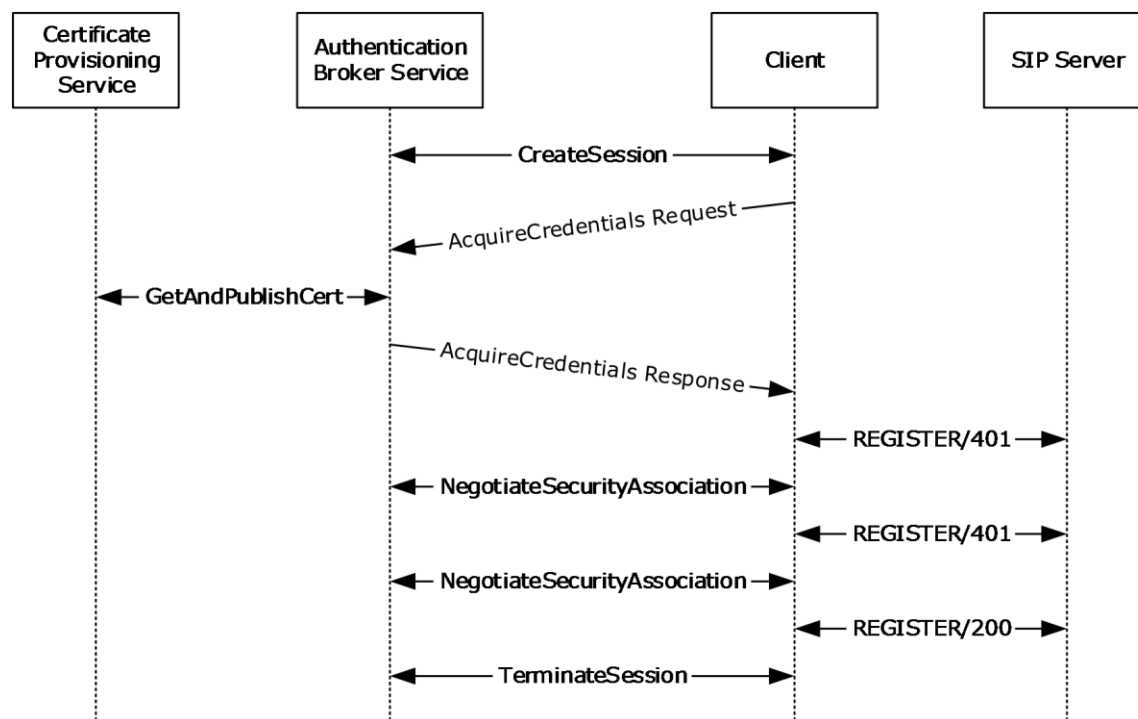 Certificate
Provisioning
Service
Authentication
Broker Service
Client
SIP Server
CreateSession
AcquireCredentials Request
GetAndPublishCert
AcquireCredentials Response
REGISTER/401
NegotiateSecurityAssociation
REGISTER/401
NegotiateSecurityAssociation
REGISTER/200
TerminateSession